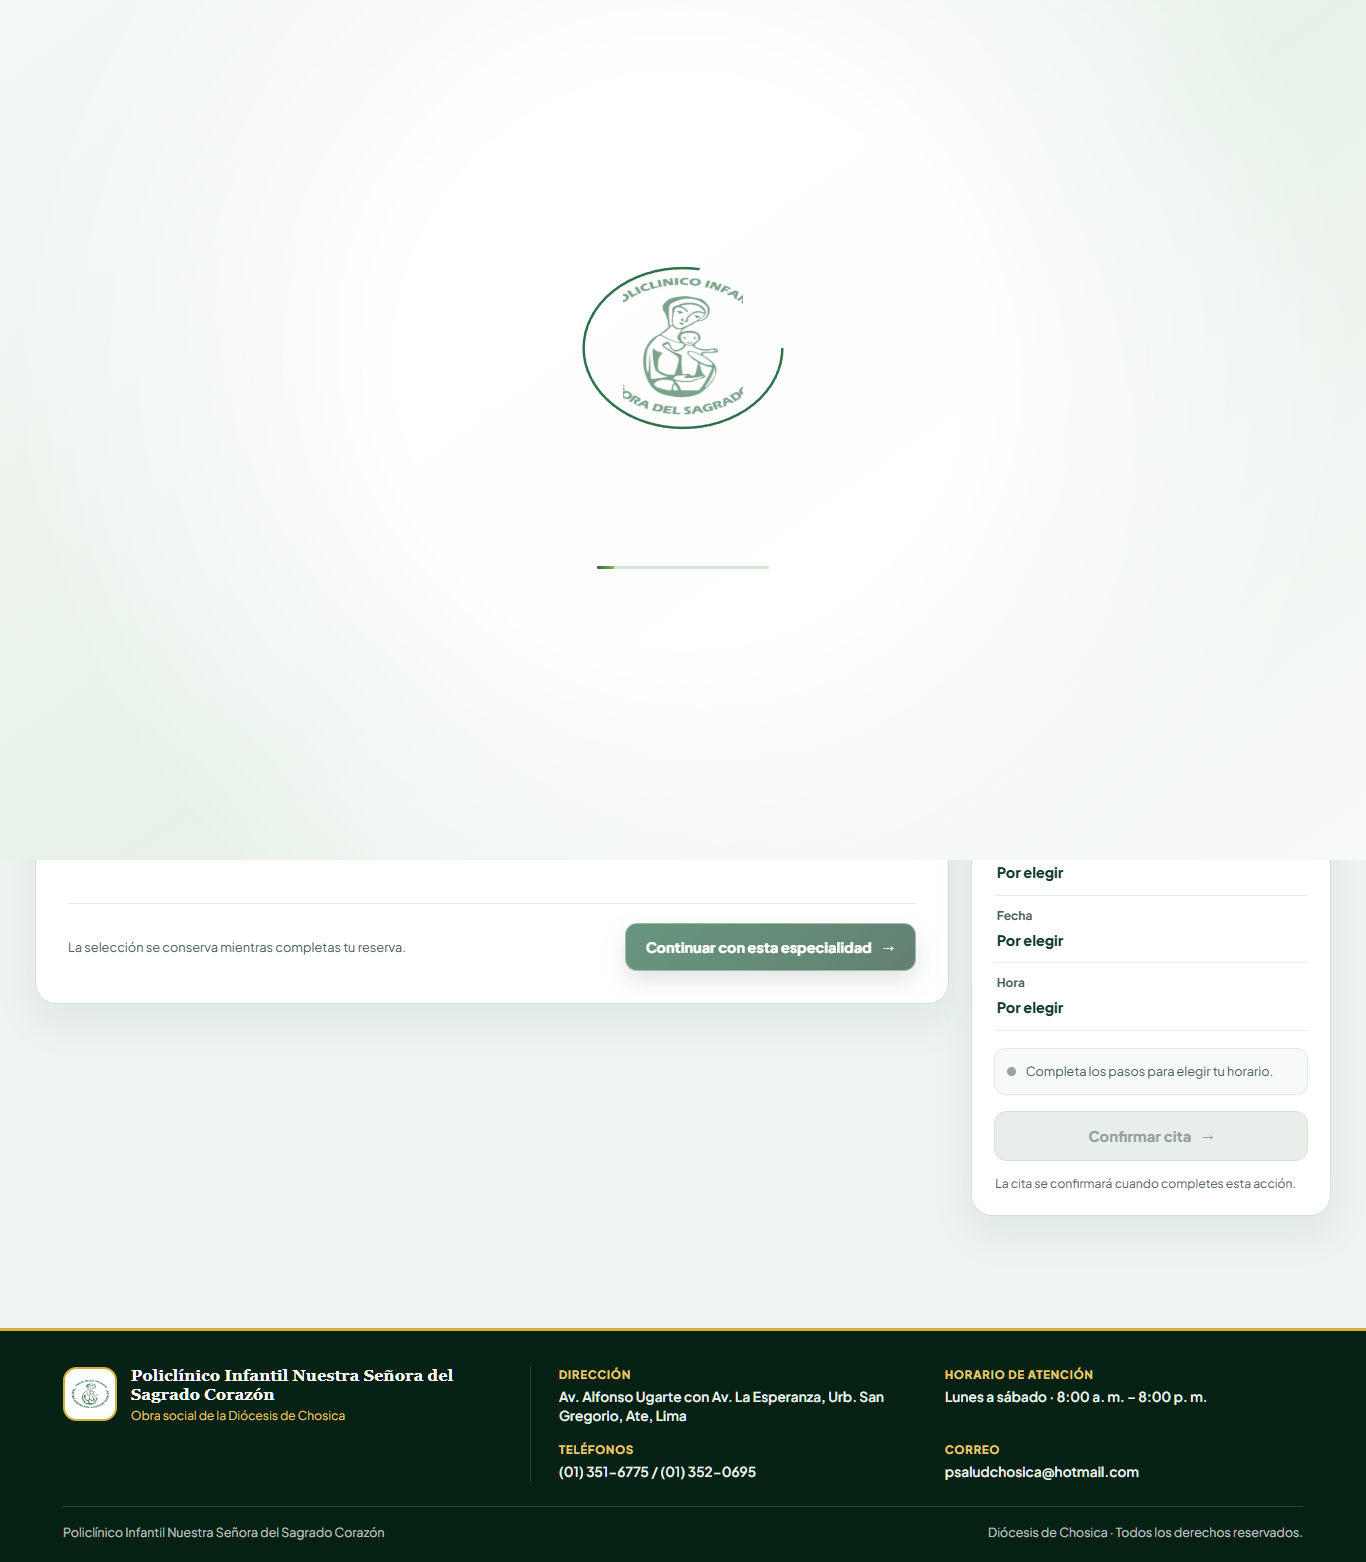 OLICLINICO INFA
ORA DEL SAGRADO
Por elegir
La selección se conserva mientras completas tu reserva.
Continuar con esta especialidad →
Fecha
Por elegir
Hora
Por elegir
Completa los pasos para elegir tu horario.
Confirmar cita →
La cita se confirmará cuando completes esta acción.
Policlínico Infantil Nuestra Señora del
Sagrado Corazón
Obra social de la Diócesis de Chosica
DIRECCIÓN
Av. Alfonso Ugarte con Av. La Esperanza, Urb. San
Gregorio, Ate, Lima
TELÉFONOS
(01) 351-6775 / (01) 352-0695
HORARIO DE ATENCIÓN
Lunes a sábado · 8:00 a. m. – 8:00 p. m.
CORREO
psaludchosica@hotmail.com
Policlínico Infantil Nuestra Señora del Sagrado Corazón
Diócesis de Chosica · Todos los derechos reservados.